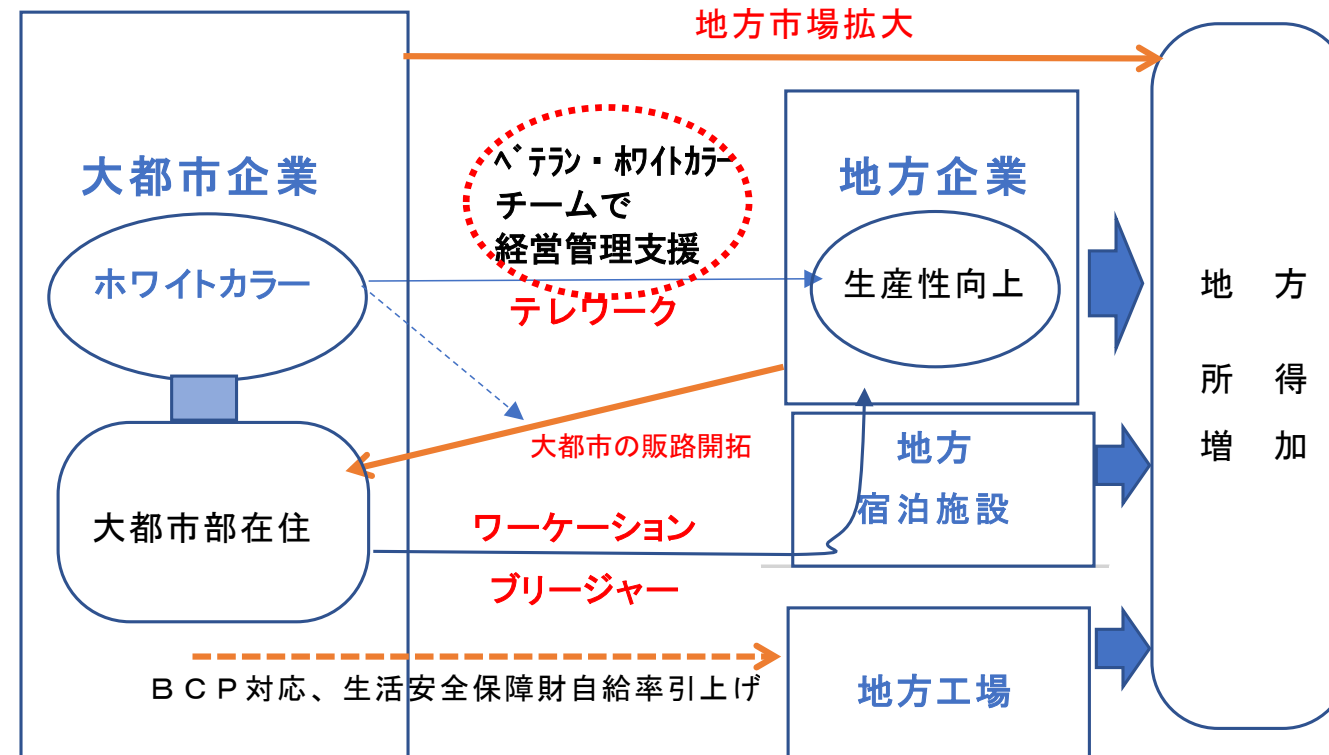 地方市場拡大
大都市企業
ホワイトカラー
大都市部在住
ﾍﾞﾃﾗﾝ・ﾎﾜｲﾄｶﾗｰ
チームで
経営管理支援
テレワーク
大都市の販路開拓
ワーケーション
ブリージャー
ＢＣＰ対応、生活安全保障財自給率引上げ
地方企業
生産性向上
地方
宿泊施設
地方工場
地　方
所　得
増　加